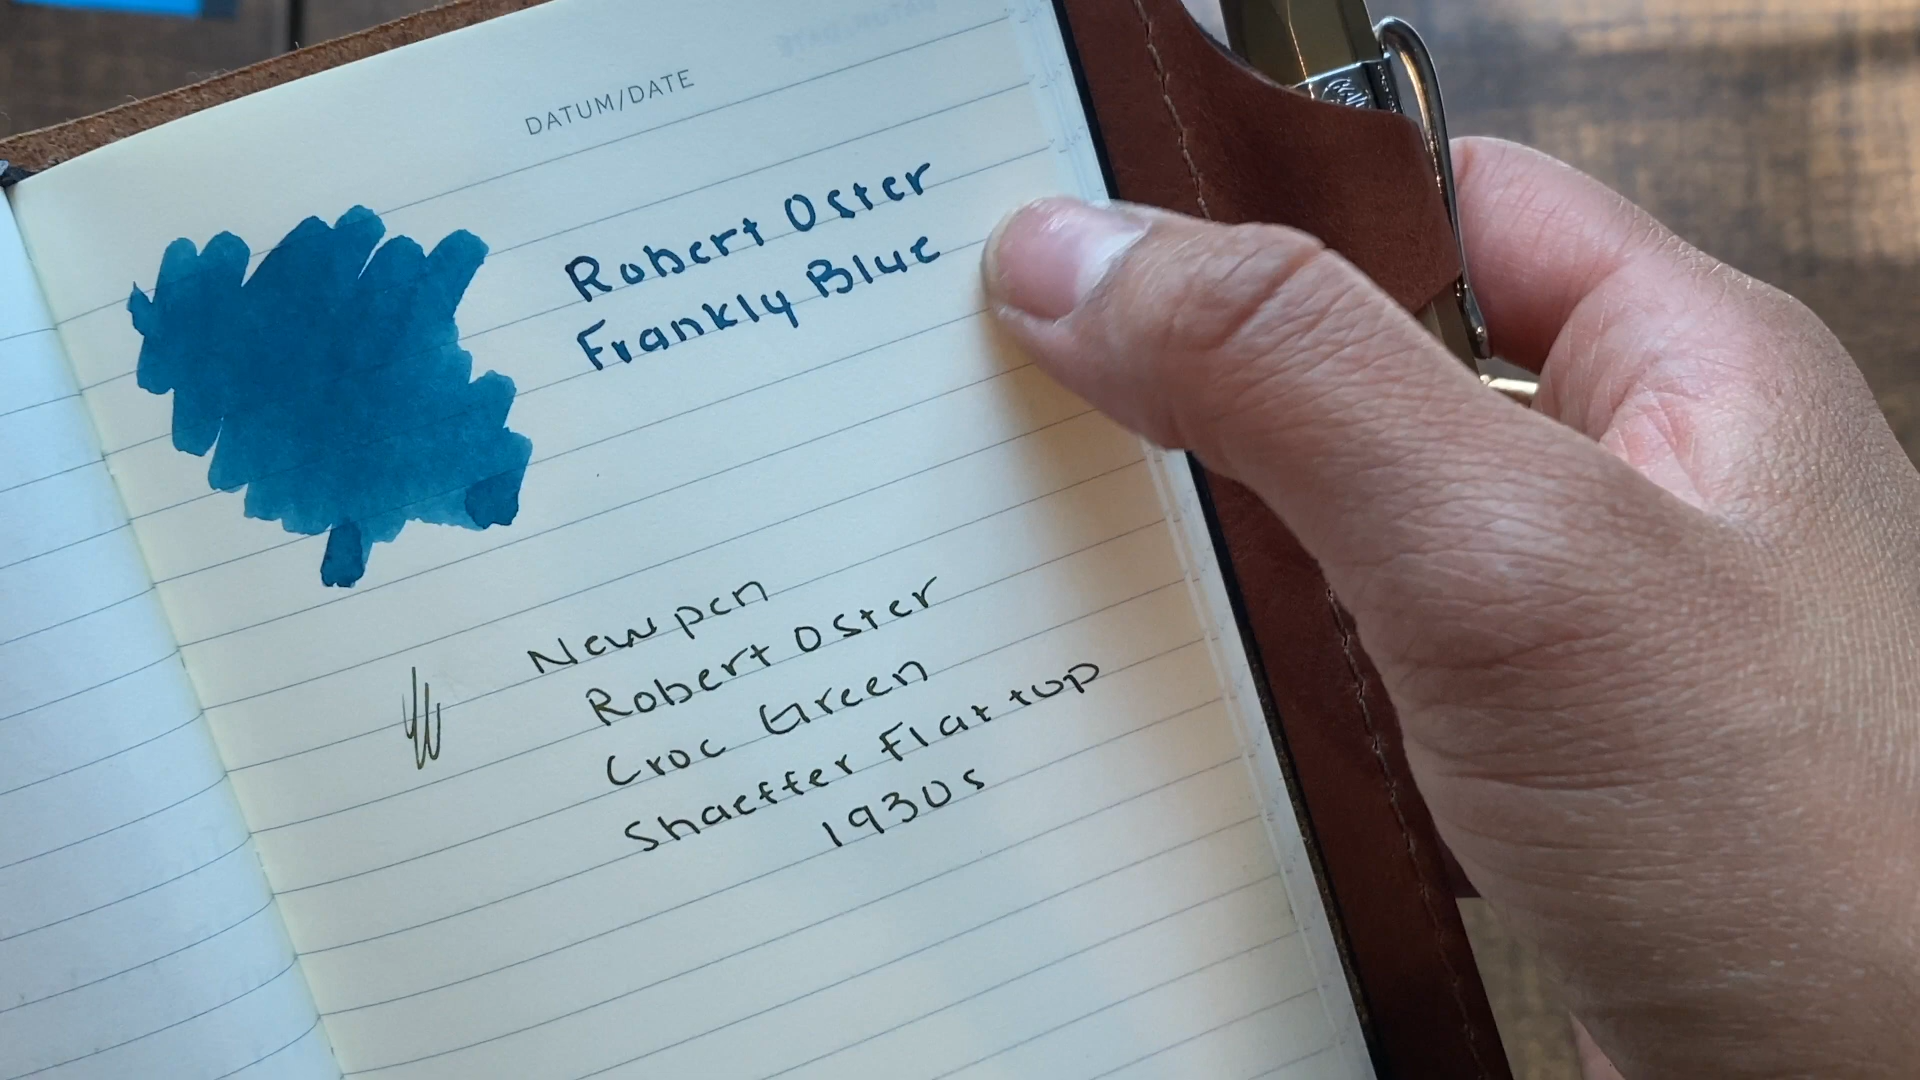 DATUM/DATE
Robert Oster
Frankly Blue
New pen
Robert Oster
Croc Green
Shaeffer Flat top
1930s